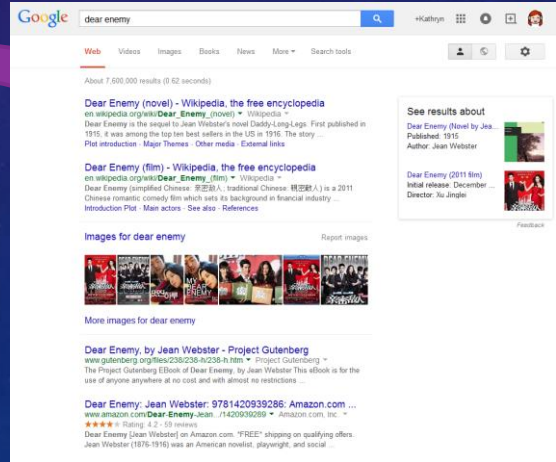 Google dear enemy +Kathryn
Web Videos Images Books News More Search tools
About 7,600,000 results (0.62 seconds)
Dear Enemy (novel) - Wikipedia, the free encyclopedia
en.wikipedia.org/wiki/Dear_Enemy_(novel) Wikipedia
Dear Enemy is the sequel to Jean Webster's novel Daddy-Long-Legs. First published in
1915, it was among the top ten best sellers in the US in 1916. The story ...
Plot introduction - Major Themes - Other media - External links
Dear Enemy (film) - Wikipedia, the free encyclopedia
en.wikipedia.org/wiki/Dear_Enemy_(film) Wikipedia
Dear Enemy (simplified Chinese: 亲密敌人; traditional Chinese: 親密敵人) is a 2011
Chinese romantic comedy film which sets its background in financial industry ...
Introduction Plot - Main actors - See also - References
Images for dear enemy Report images
MY DEAR ENEMY
More images for dear enemy
Dear Enemy, by Jean Webster - Project Gutenberg
www.gutenberg.org/files/238/238-h/238-h.htm Project Gutenberg
The Project Gutenberg EBook of Dear Enemy, by Jean Webster This eBook is for the
use of anyone anywhere at no cost and with almost no restrictions ...
Dear Enemy: Jean Webster: 9781420939286: Amazon.com ...
www.amazon.com/Dear-Enemy-Jean.../1420939289 Amazon.com, Inc.
Rating: 4.2 - 59 reviews
Dear Enemy [Jean Webster] on Amazon.com. *FREE* shipping on qualifying offers.
Jean Webster (1876-1916) was an American novelist, playwright, and social ...
See results about
Dear Enemy (Novel by Jea...
Published: 1915
Author: Jean Webster
Dear Enemy (2011 film)
Initial release: December ...
Director: Xu Jinglei
Feedback